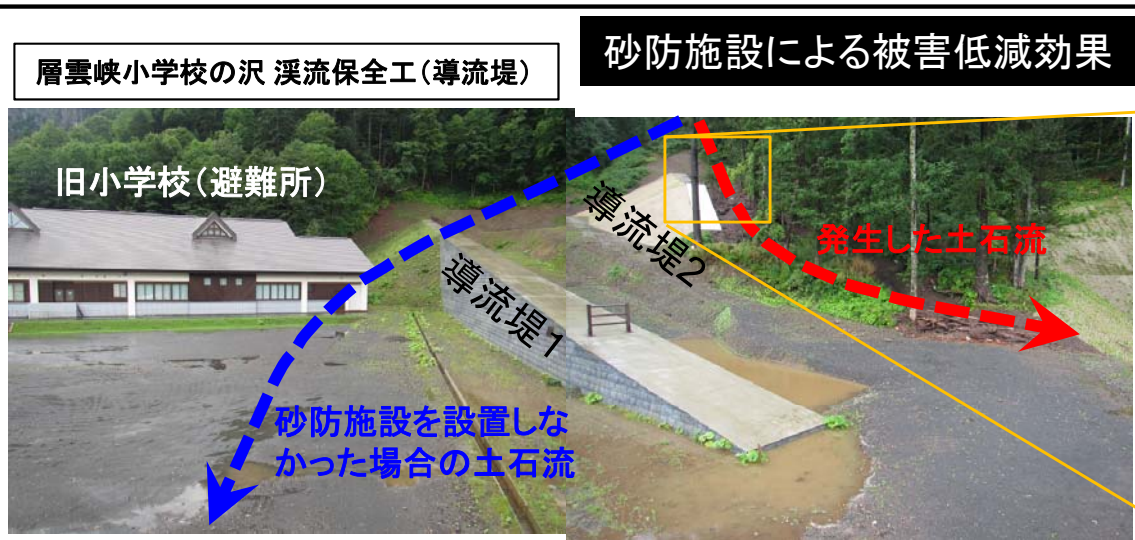 砂防施設による被害低減効果
層雲峡小学校の沢 渓流保全工(導流堤)
旧小学校(避難所)
導流堤1
導流堤2
発生した土石流
砂防施設を設置しな
かった場合の土石流